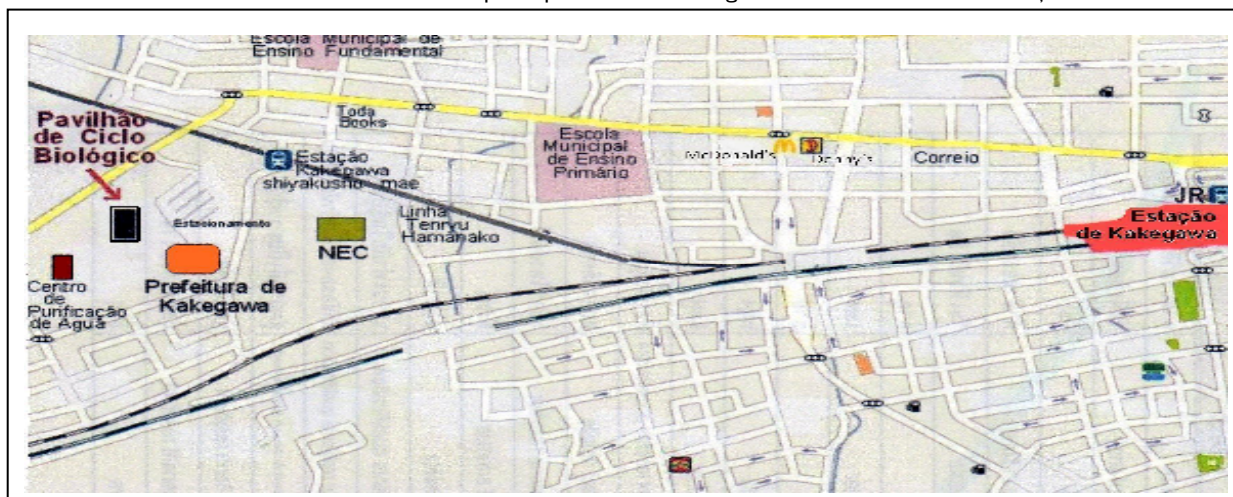 Escola Municipal de
Ensino Fundamental
Pavilhão
de Ciclo
Biológico
Toda
Books
Estação
Kakegawa
shiyakusho mae
Escola
Municipal
de Ensino
Primário
McDonald's
Denny's
Correio
JR
Estação
de Kakegawa
Estacionamento
Linha
Tenryu
Hamanako
NEC
Prefeitura de
Kakegawa
Centro
de
Purificação
de Agua